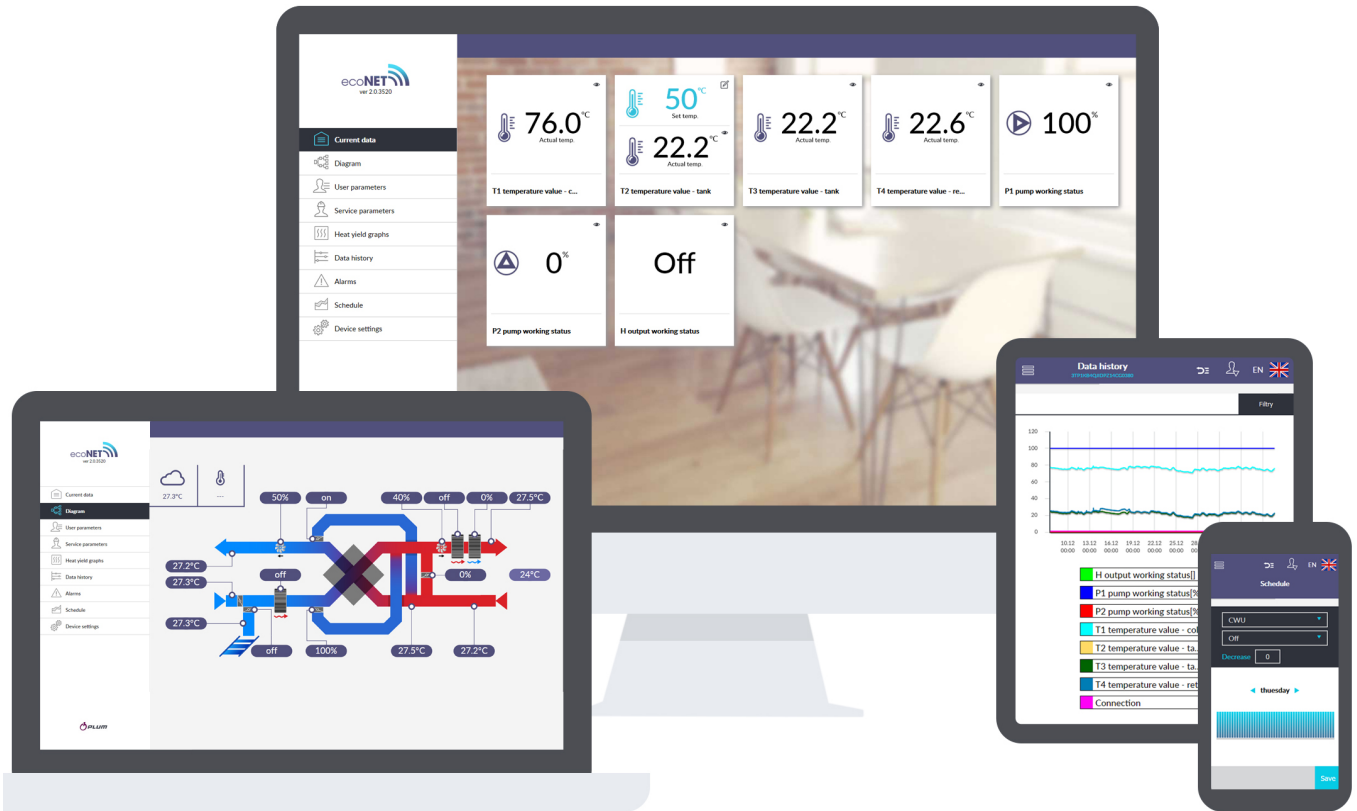 ecoNET
ver 2.0.3520
Current data
Diagram
User parameters
Service parameters
Heat yield graphs
Data history
Alarms
Schedule
Device settings
76.0°C
Actual temp.
T1 temperature value - c...
50°C
Set temp.
22.2°C
Actual temp.
T2 temperature value - tank
22.2°C
Actual temp.
T3 temperature value - tank
22.6°C
Actual temp.
T4 temperature value - re...
100%
P1 pump working status
0%
P2 pump working status
Off
H output working status
ecoNET
ver 2.0.3520
Current data
Diagram
User parameters
Service parameters
Heat yield graphs
Data history
Alarms
Schedule
Device settings
PLUM
27.3°C
---
50%
on
40%
off
0%
27.5°C
27.2°C
27.3°C
off
0%
24°C
27.3°C
off
100%
27.5°C
27.2°C
Data history
EN
Filtry
120
100
80
60
40
20
0
10.12 13.12 16.12 19.12 22.12 25.12 28
00:00 00:00 00:00 00:00 00:00 00:00 00
H output working status[]
P1 pump working status[%
P2 pump working status[%
T1 temperature value - col
T2 temperature value - ta..
T3 temperature value - ta..
T4 temperature value - ret
Connection
EN
Schedule
CWU
Off
Decrease 0
thuesday
Save